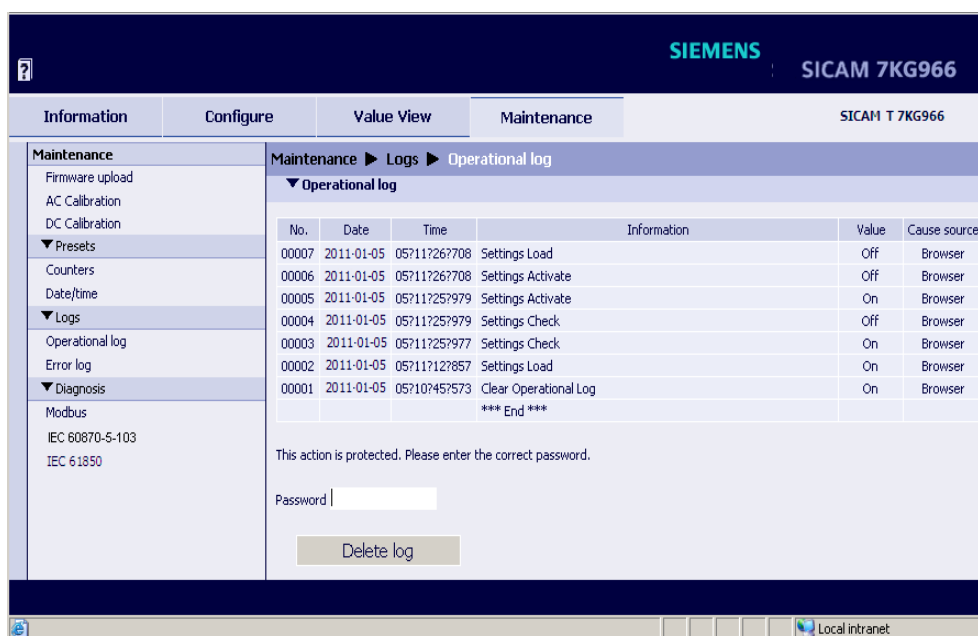 ?
SIEMENS
SICAM 7KG966
Information Configure Value View Maintenance SICAM T 7KG966
Maintenance
Firmware upload
AC Calibration
DC Calibration
Presets
Counters
Date/time
Logs
Operational log
Error log
Diagnosis
Modbus
IEC 60870-5-103
IEC 61850
Maintenance ▶ Logs ▶ Operational log
▼ Operational log
No. Date Time Information Value Cause source
00007 2011-01-05 05?11?26?708 Settings Load Off Browser
00006 2011-01-05 05?11?26?708 Settings Activate Off Browser
00005 2011-01-05 05?11?25?979 Settings Activate On Browser
00004 2011-01-05 05?11?25?979 Settings Check Off Browser
00003 2011-01-05 05?11?25?977 Settings Check On Browser
00002 2011-01-05 05?11?12?857 Settings Load On Browser
00001 2011-01-05 05?10?45?573 Clear Operational Log On Browser
*** End ***
This action is protected. Please enter the correct password.
Password
Delete log
Local intranet